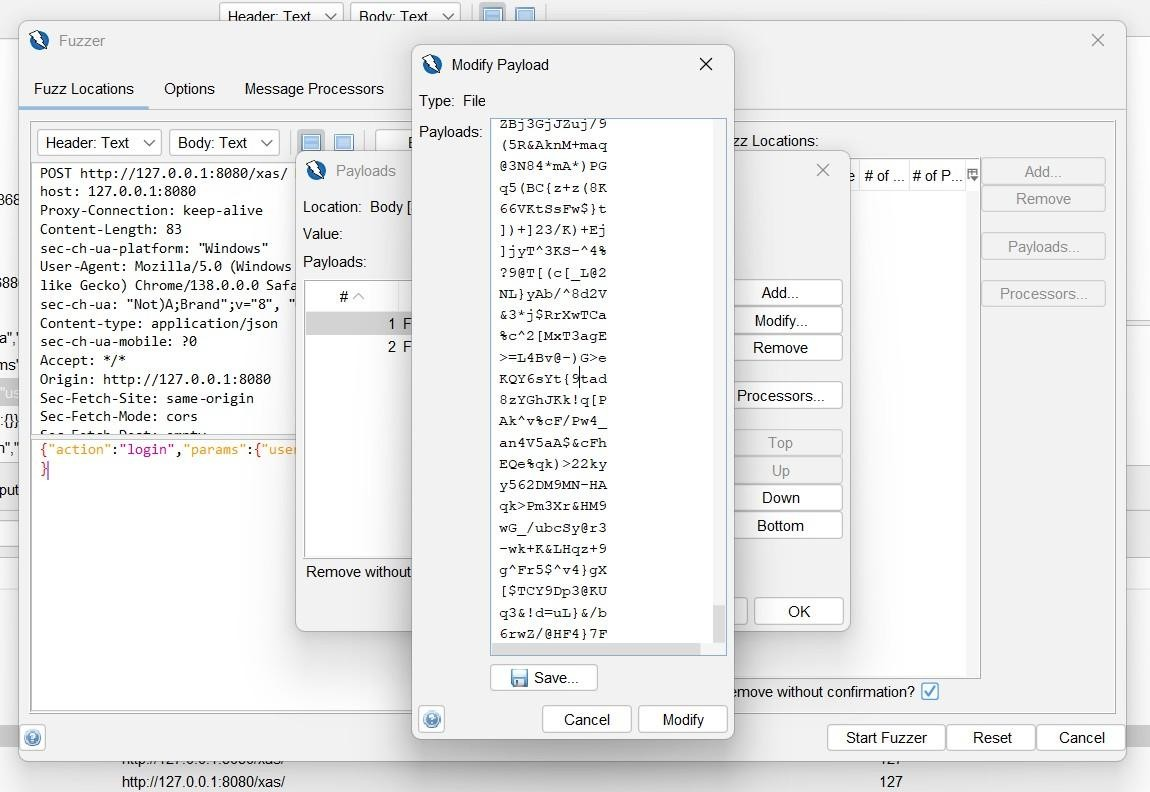 Header: Text
Body: Text
Fuzzer
Fuzz Locations
Options
Message Processors
Header: Text
Body: Text
POST http://127.0.0.1:8080/xas/
host: 127.0.0.1:8080
Proxy-Connection: keep-alive
Content-Length: 83
sec-ch-ua-platform: "Windows"
User-Agent: Mozilla/5.0 (Windows
like Gecko) Chrome/138.0.0.0 Safa
sec-ch-ua: "Not)A;Brand";v="8", "
Content-type: application/json
sec-ch-ua-mobile: ?0
Accept: */*
Origin: http://127.0.0.1:8080
Sec-Fetch-Site: same-origin
Sec-Fetch-Mode: cors
{"action":"login","params":{"user
}
Payloads
Location: Body [
Value:
Payloads:
#
1 F
2 F
Remove without
Add...
Modify...
Remove
Processors...
Top
Up
Down
Bottom
OK
Modify Payload
Type: File
Payloads:
ZBj3GjJZuj/9
(5R&AknM+maq
@3N84*mA*)PG
q5(BC{z+z(8K
66VKtSsFw$}t
])+]23/K)+Ej
]jyT^3KS-^4%
?9@T[(c[_L@2
NL}yAb/^8d2V
&3*j$RrXwTCa
%c^2[MxT3agE
>=L4Bv@-)G>e
KQY6sYt{9tad
8zYGhJKk!q[P
Ak^v%cF/Pw4_
an4V5aA$&cFh
EQe%qk)>22ky
y562DM9MN-HA
qk>Pm3Xr&HM9
wG_/ubcSy@r3
-wk+K&LHqz+9
g^Fr5$^v4}gX
[$TCY9Dp3@KU
q3&!d=uL}&/b
6rwZ/@HF4}7F
Save...
Cancel
Modify
zz Locations:
# of ...
# of P...
Add...
Remove
Payloads...
Processors...
emove without confirmation?
Start Fuzzer
Reset
Cancel
http://127.0.0.1:8080/xas/
127
http://127.0.0.1:8080/xas/
127